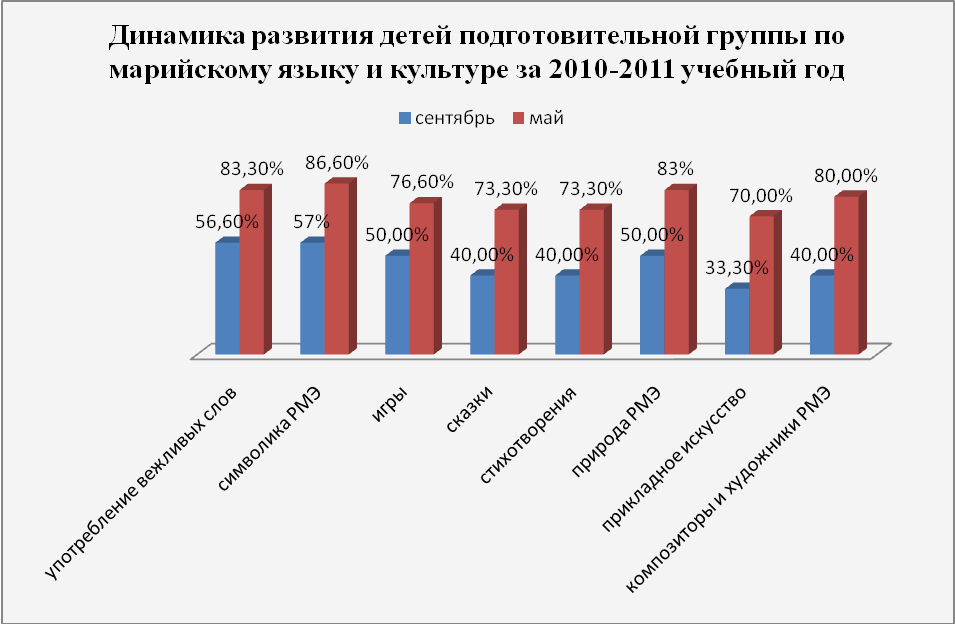 Динамика развития детей подготовительной группы по
марийскому языку и культуре за 2010-2011 учебный год
сентябрь май
83,30% 86,60% 76,60% 73,30% 73,30% 83% 70,00% 80,00%
56,60% 57% 50,00% 40,00% 40,00% 50,00% 33,30% 40,00%
употребление вежливых слов
символика РМЭ
игры
сказки
стихотворения
природа РМЭ
прикладное искусство
композиторы и художники РМЭ